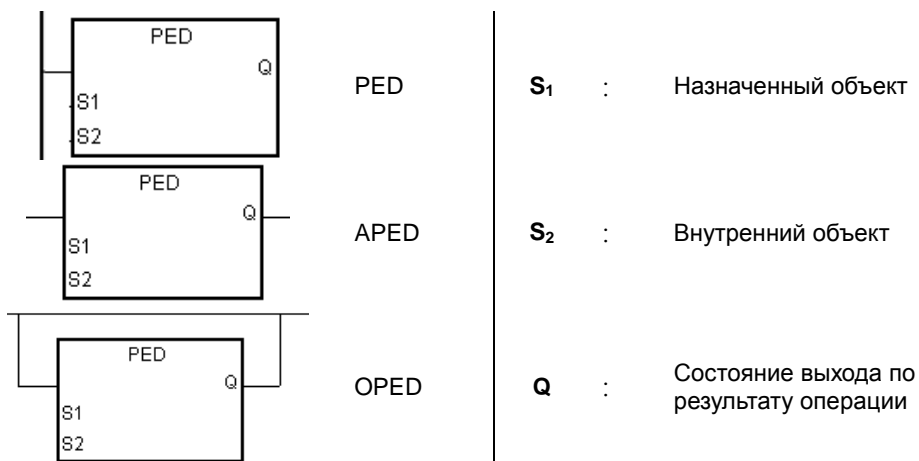 PED
Q
S1
S2
PED
S₁ : Назначенный объект
PED
Q
S1
S2
APED
S₂ : Внутренний объект
PED
Q
S1
S2
OPED
Q : Состояние выхода по
результату операции